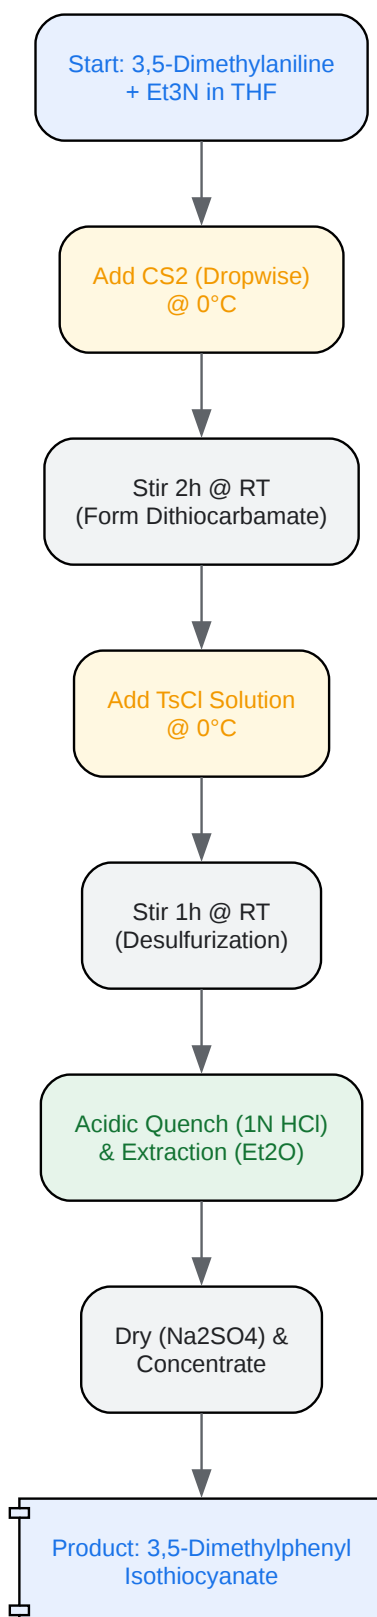 Start: 3,5-Dimethylaniline
+ Et3N in THF
Add CS2 (Dropwise)
@ 0°C
Stir 2h @ RT
(Form Dithiocarbamate)
Add TsCl Solution
@ 0°C
Stir 1h @ RT
(Desulfurization)
Acidic Quench (1N HCl)
& Extraction (Et2O)
Dry (Na2SO4) &
Concentrate
Product: 3,5-Dimethylphenyl
Isothiocyanate